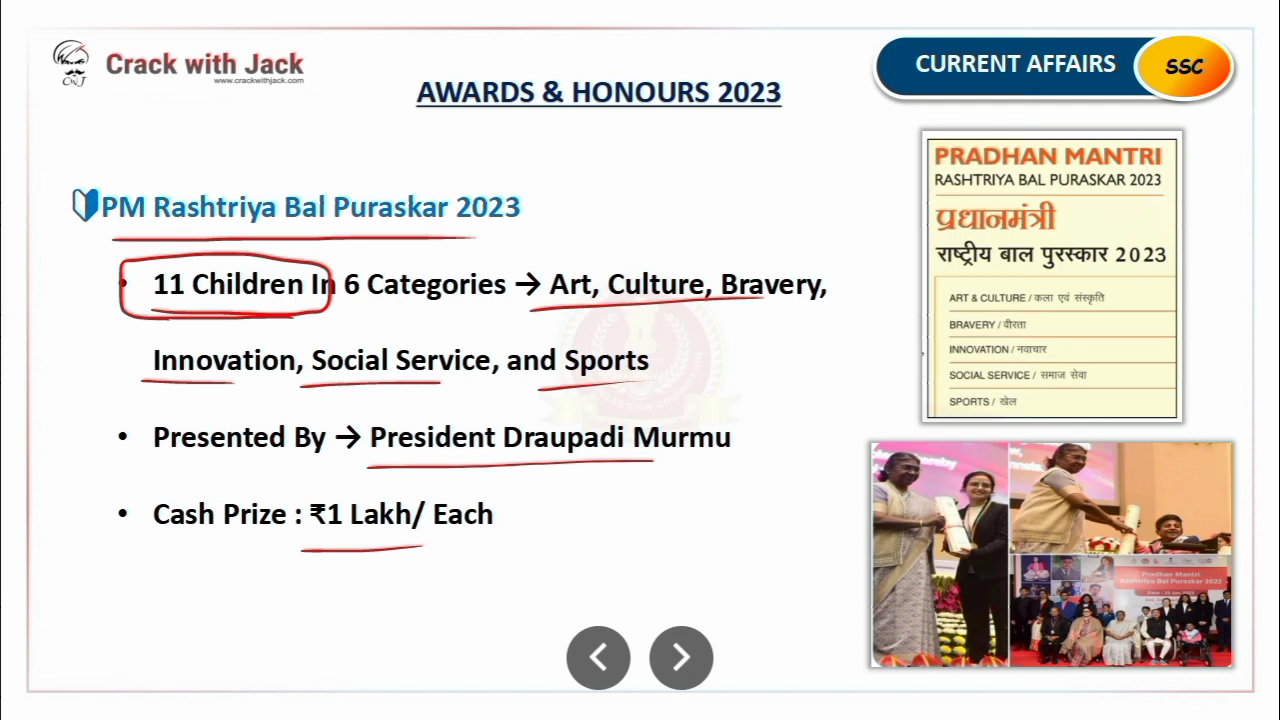 Crack with Jack
www.crackwithjack.com
CURRENT AFFAIRS
SSC
AWARDS & HONOURS 2023
PM Rashtriya Bal Puraskar 2023
• 11 Children In 6 Categories → Art, Culture, Bravery,
Innovation, Social Service, and Sports
• Presented By → President Draupadi Murmu
• Cash Prize : ₹1 Lakh/ Each
PRADHAN MANTRI
RASHTRIYA BAL PURASKAR 2023
प्रधानमंत्री
राष्ट्रीय बाल पुरस्कार 2023
ART & CULTURE / कला एवं संस्कृति
BRAVERY / वीरता
INNOVATION / नवाचार
SOCIAL SERVICE / समाज सेवा
SPORTS / खेल
Pradhan Mantri
Rashtriya Bal Puraskar 2023